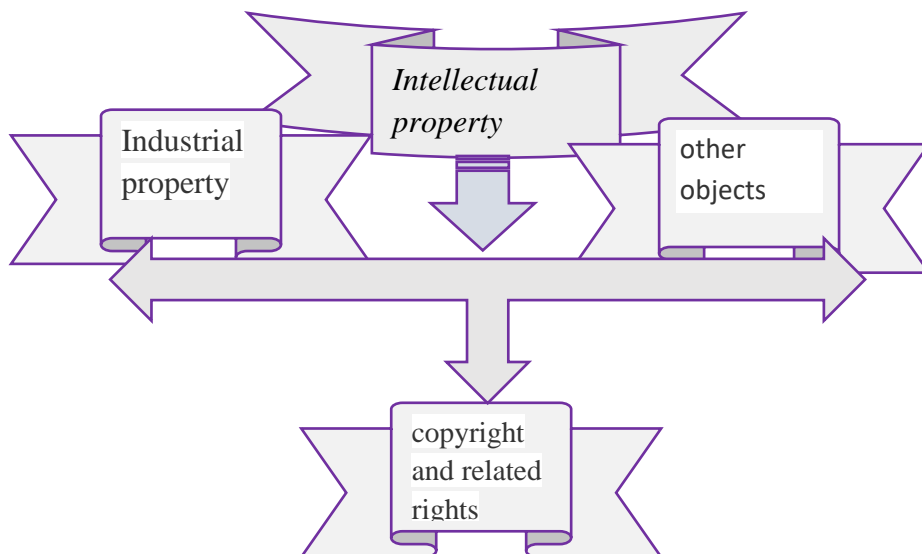 Intellectual
property
Industrial
property
other
objects
copyright
and related
rights